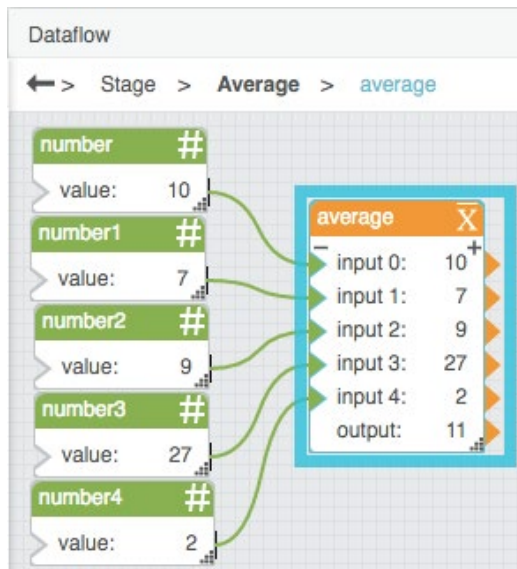 Dataflow
← > Stage > Average > average
number #
value: 10
number1 #
value: 7
number2 #
value: 9
number3 #
value: 27
number4 #
value: 2
average X̅
− +
input 0: 10
input 1: 7
input 2: 9
input 3: 27
input 4: 2
output: 11